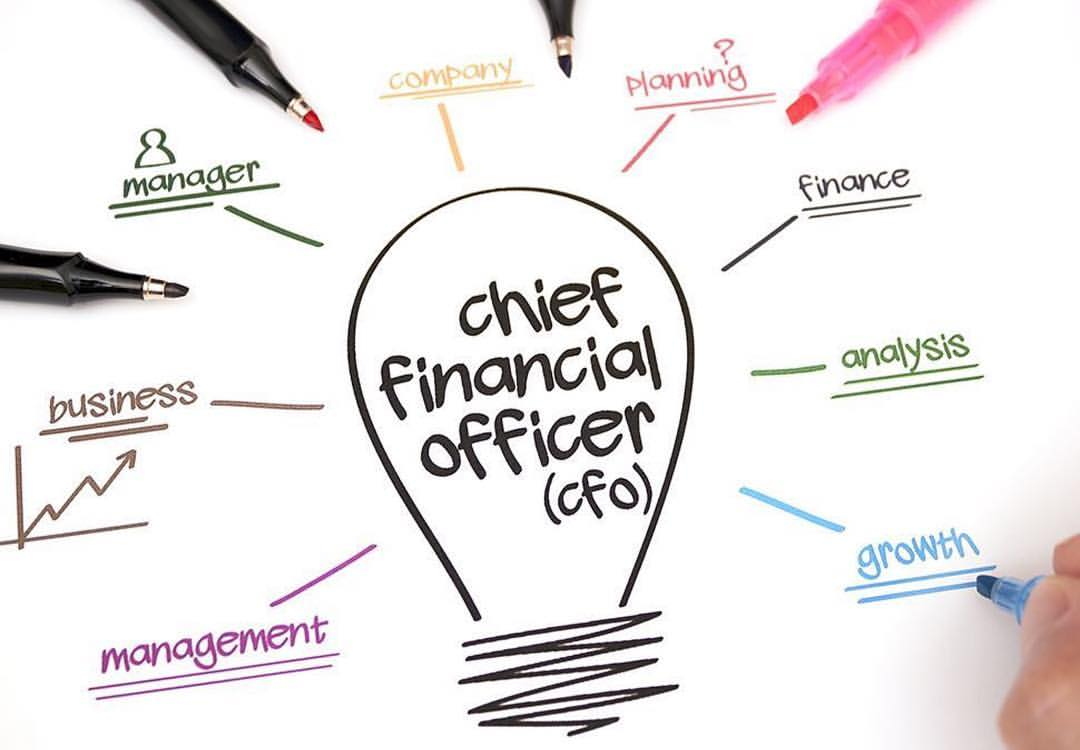 company
?
planning
manager
finance
chief
financial
officer
(cfo)
analysis
business
growth
management